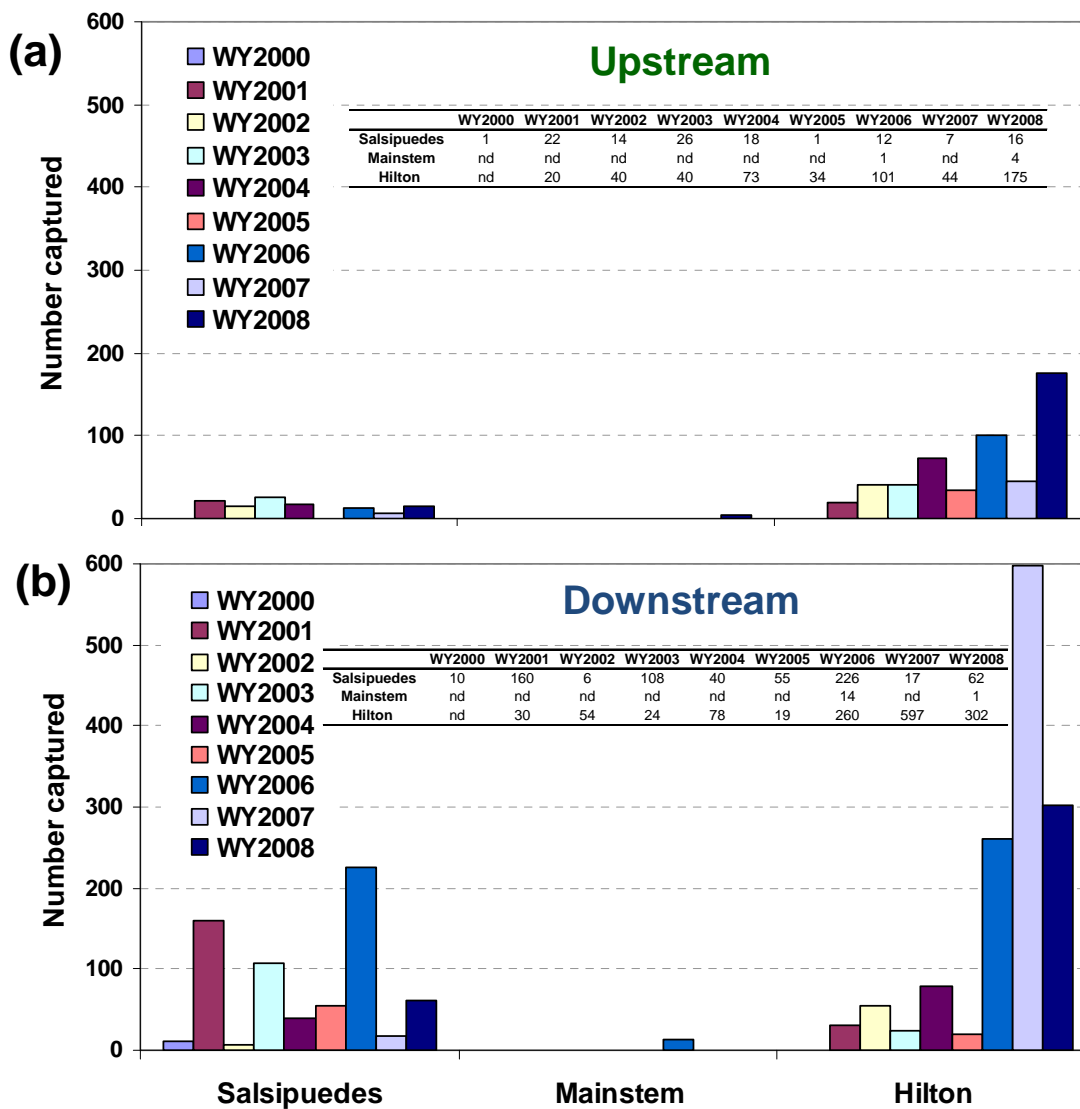 (a)
Upstream
Number captured
600
500
400
300
200
100
0
WY2000
WY2001
WY2002
WY2003
WY2004
WY2005
WY2006
WY2007
WY2008
WY2000 WY2001 WY2002 WY2003 WY2004 WY2005 WY2006 WY2007 WY2008
Salsipuedes 1 22 14 26 18 1 12 7 16
Mainstem nd nd nd nd nd nd 1 nd 4
Hilton nd 20 40 40 73 34 101 44 175
(b)
Downstream
Number captured
600
500
400
300
200
100
0
WY2000
WY2001
WY2002
WY2003
WY2004
WY2005
WY2006
WY2007
WY2008
WY2000 WY2001 WY2002 WY2003 WY2004 WY2005 WY2006 WY2007 WY2008
Salsipuedes 10 160 6 108 40 55 226 17 62
Mainstem nd nd nd nd nd nd 14 nd 1
Hilton nd 30 54 24 78 19 260 597 302
Salsipuedes Mainstem Hilton